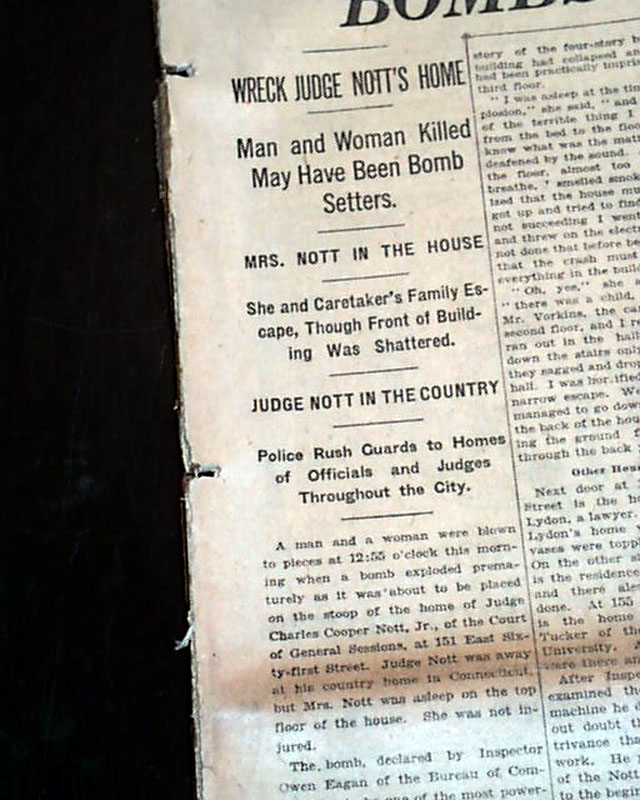 BOMBS
WRECK JUDGE NOTT'S HOME
Man and Woman Killed
May Have Been Bomb
Setters.
MRS. NOTT IN THE HOUSE
She and Caretaker's Family Es-
cape, Though Front of Build-
ing Was Shattered.
JUDGE NOTT IN THE COUNTRY
Police Rush Guards to Homes
of Officials and Judges
Throughout the City.
A man and a woman were blown
to pieces at 12:55 o'clock this morn-
ing when a bomb exploded prema-
turely as it was about to be placed
on the stoop of the home of Judge
Charles Cooper Nott, Jr., of the Court
of General Sessions, at 151 East Six-
ty-first Street. Judge Nott was away
at his country home in Connecticut,
but Mrs. Nott was asleep on the top
floor of the house. She was not in-
jured.
The bomb, declared by Inspector
Owen Eagan of the Bureau of Com-
be one of the most power-
story of the four-story
building had collapsed
had been practically
third floor.
"I was asleep at the
plosion," she said, "and
of the terrible thing I
from the bed to the
know what was the
deafened by the sound.
the floor, almost too
breathe. I smelled
ized that the house
get up and tried to
not succeeding I
and threw on the
not done that before
that the crash must
everything in the
"Oh, yes," she
"there was a child,
Mr. Vorkins, the
second floor, and I
ran out in the
down the stairs
they sagged and
hall. I was horrified
narrow escape.
managed to go
the back of the
ing the ground
through the back
Other
Next door at
Street is the
Lydon, a lawyer.
Lydon's home
vases were
On the other
is the residence
and there
done. At 155
is the home
Tucker of the
University.
were there
After
examined the
machine he
out doubt
trivance
work. He
of the
to the